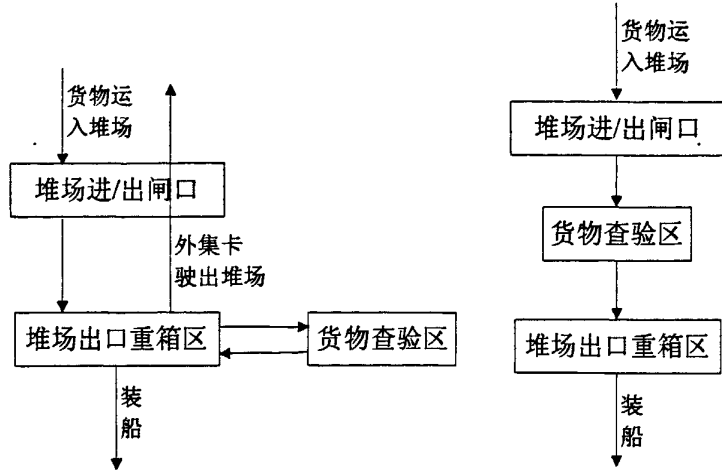 货物运
入堆场
堆场进/出闸口
外集卡
驶出堆场
堆场出口重箱区
货物查验区
装
船
货物运
入堆场
堆场进/出闸口
货物查验区
堆场出口重箱区
装
船